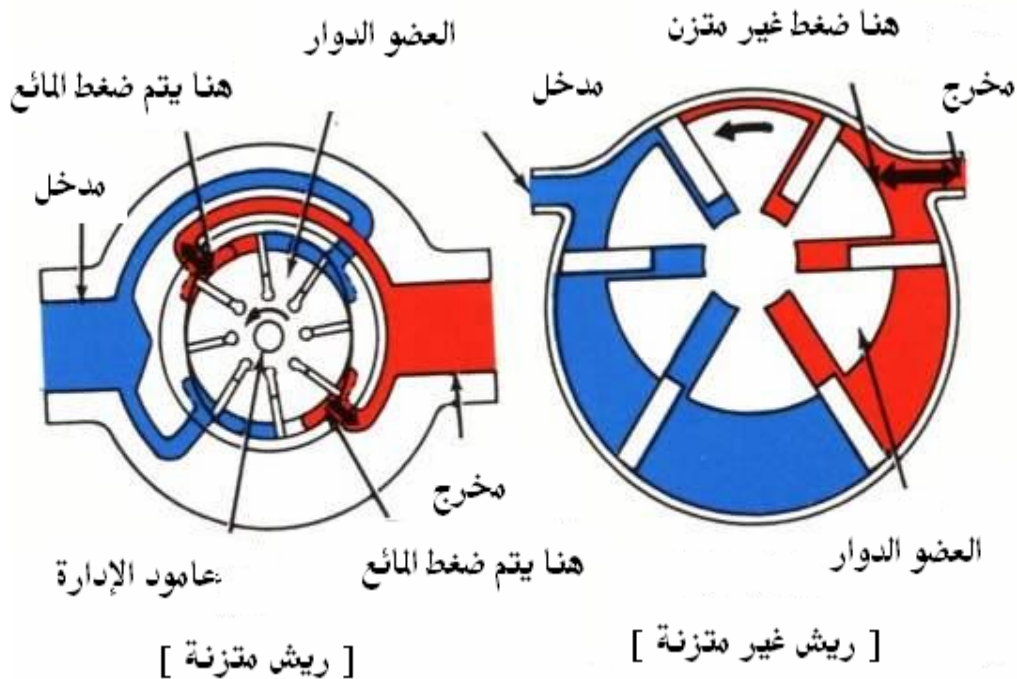 هنا ضغط غير متزن
العضو الدوار
مخرج
مدخل
هنا يتم ضغط المائع
مدخل
مخرج
العضو الدوار
هنا يتم ضغط المائع
عامود الإدارة
[ ريش غير متزنة ]
[ ريش متزنة ]